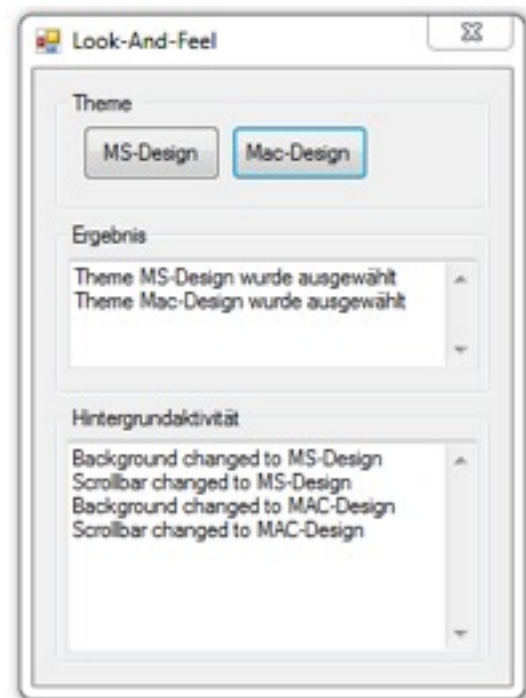 Look-And-Feel
Theme
MS-Design Mac-Design
Ergebnis
Theme MS-Design wurde ausgewählt
Theme Mac-Design wurde ausgewählt
Hintergrundaktivität
Background changed to MS-Design
Scrollbar changed to MS-Design
Background changed to MAC-Design
Scrollbar changed to MAC-Design